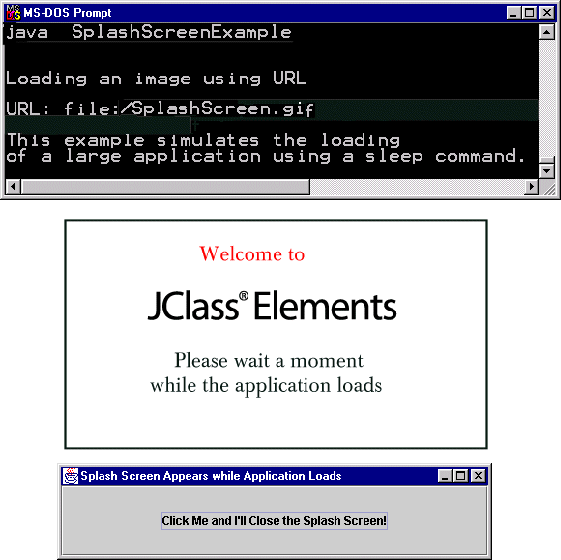 MS-DOS Prompt
java SplashScreenExample
Loading an image using URL
URL: file:/SplashScreen.gif
This example simulates the loading
of a large application using a sleep command.
Welcome to
JClass® Elements
Please wait a moment
while the application loads
Splash Screen Appears while Application Loads
Click Me and I'll Close the Splash Screen!